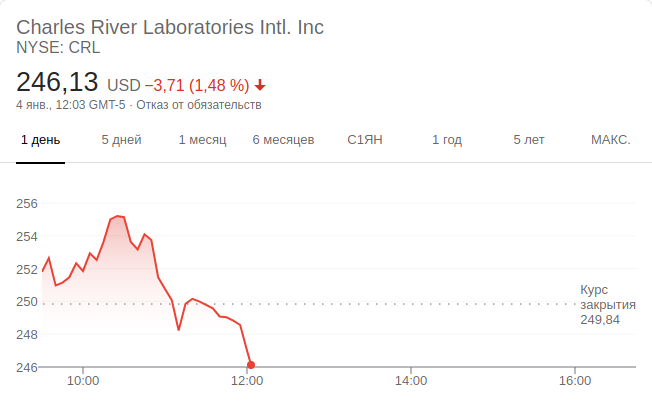 Charles River Laboratories Intl. Inc
NYSE: CRL
246,13 USD −3,71 (1,48 %)
4 янв., 12:03 GMT-5 · Отказ от обязательств
1 день 5 дней 1 месяц 6 месяцев С1ЯН 1 год 5 лет МАКС.
256
254
252
250
248
246
Курс
закрытия
249,84
10:00 12:00 14:00 16:00